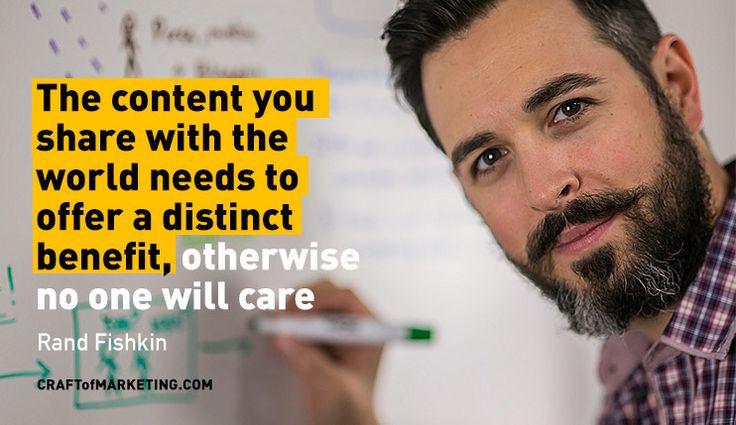 The content you
share with the
world needs to
offer a distinct
benefit, otherwise
no one will care
Rand Fishkin
CRAFTofMARKETING.COM